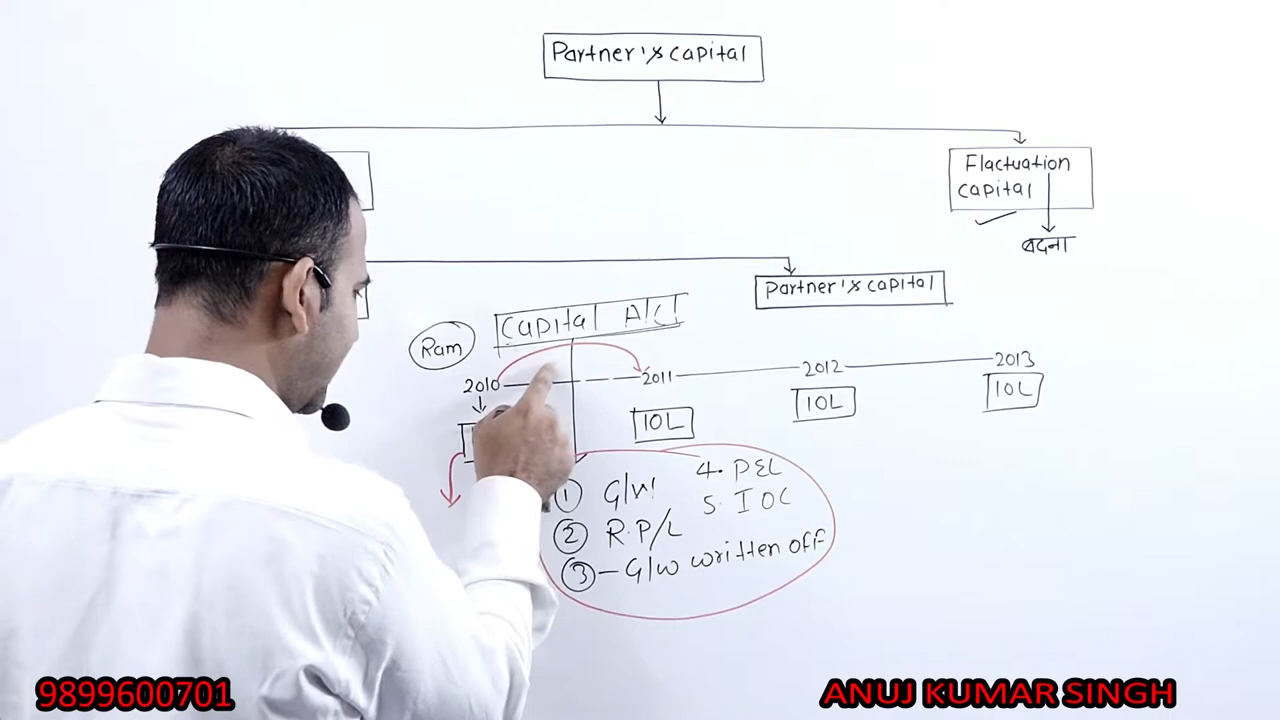 Partner's capital
Flactuation
capital
बदना
Partner's capital
Capital A/C
Ram
2010
2011
2012
2013
10L
10L
10L
① G/w
② R.P/L
③ – G/w written off
4. P&L
5. IOC
9899600701
ANUJ KUMAR SINGH